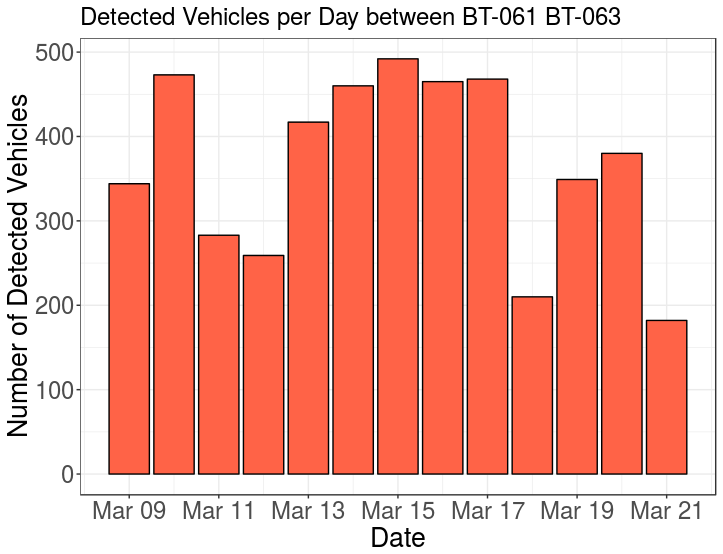 Detected Vehicles per Day between BT-061 BT-063
Number of Detected Vehicles
500
400
300
200
100
0
Mar 09 Mar 11 Mar 13 Mar 15 Mar 17 Mar 19 Mar 21
Date